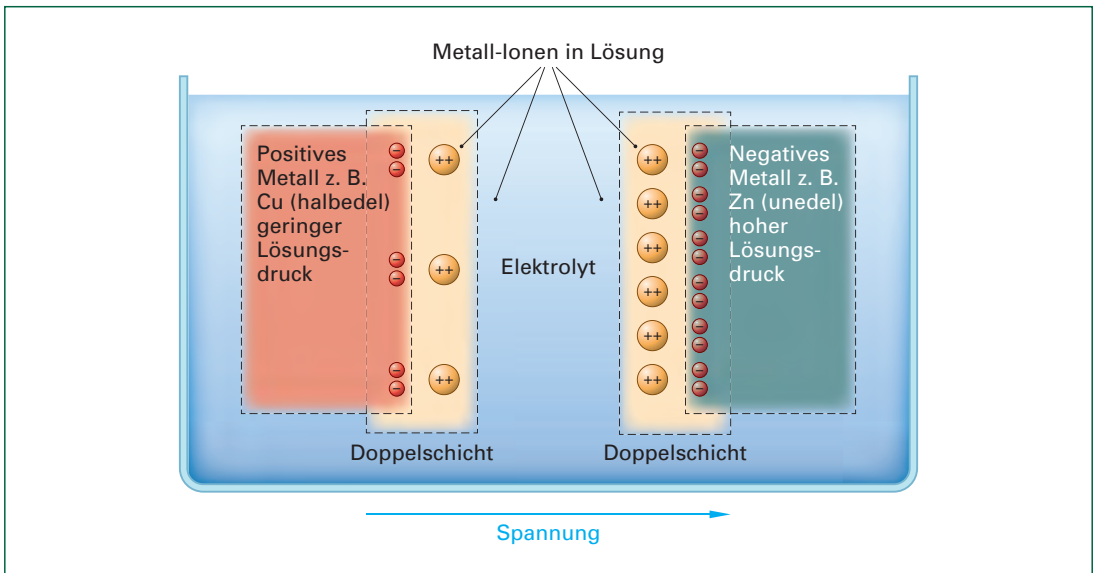 Metall-Ionen in Lösung
Positives
Metall z. B.
Cu (halbedel)
geringer
Lösungs-
druck
− −
− −
− −
++
++
++
Elektrolyt
++
++
++
++
++
++
− −
− −
− −
− −
− −
− −
Negatives
Metall z. B.
Zn (unedel)
hoher
Lösungs-
druck
Doppelschicht
Doppelschicht
Spannung